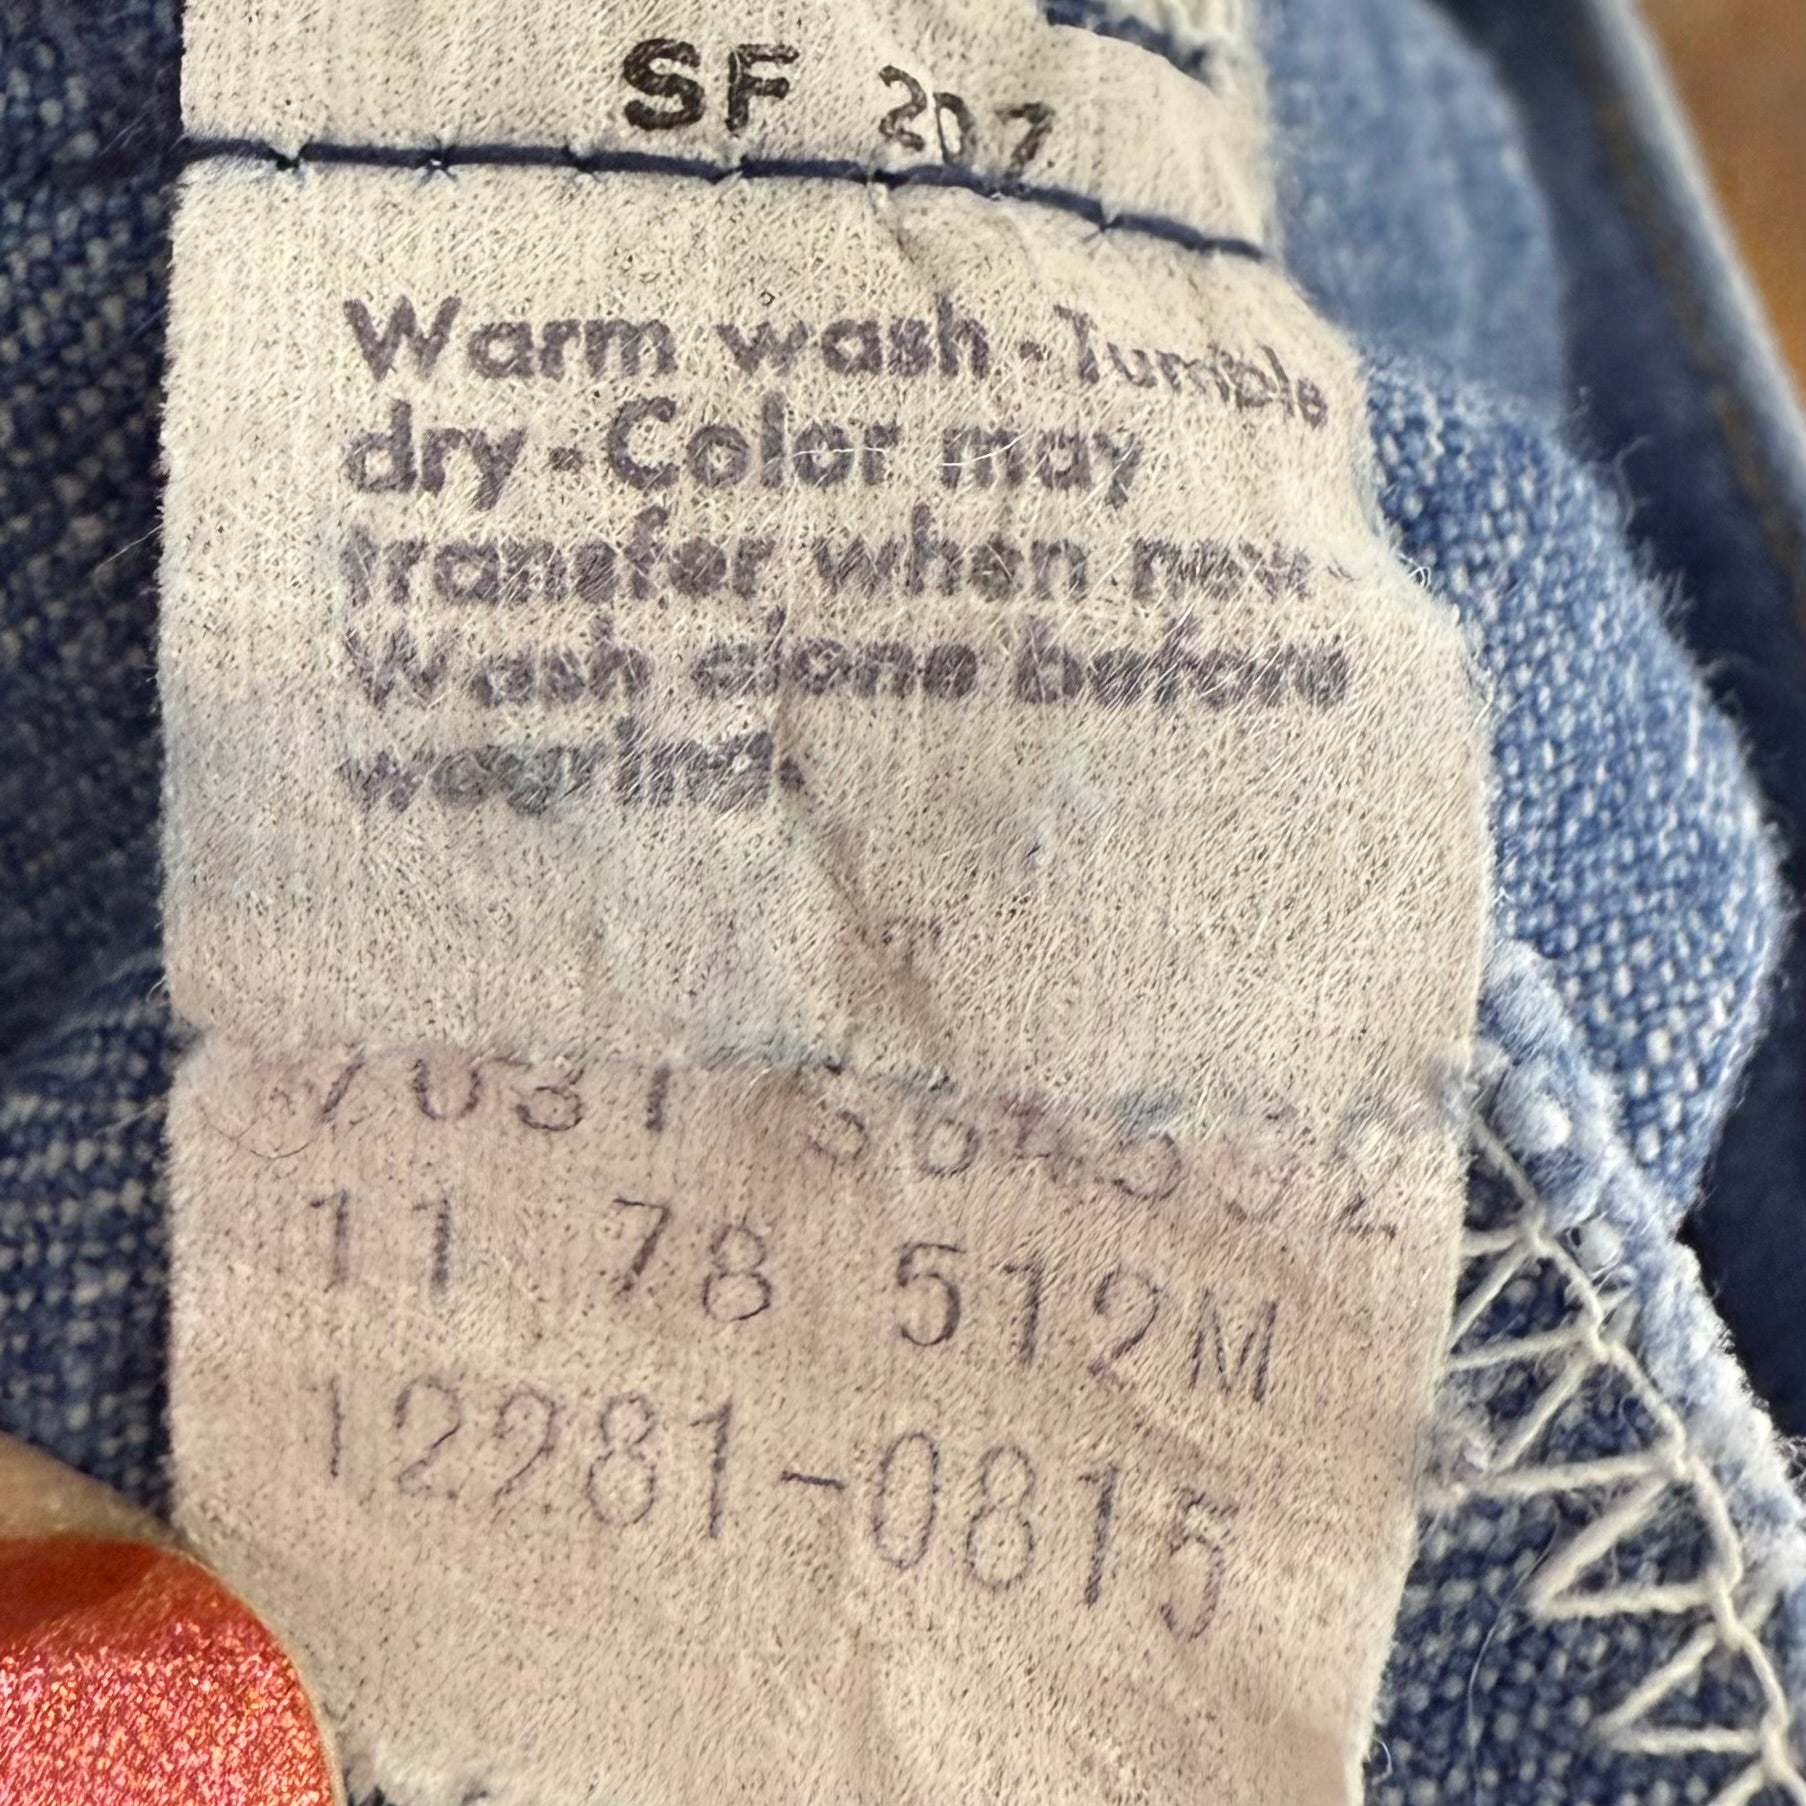 SF 207
Warm wash - Tumble
dry - Color may
transfer when new -
Wash alone before
wearing.
11 78 512M
12281-0815